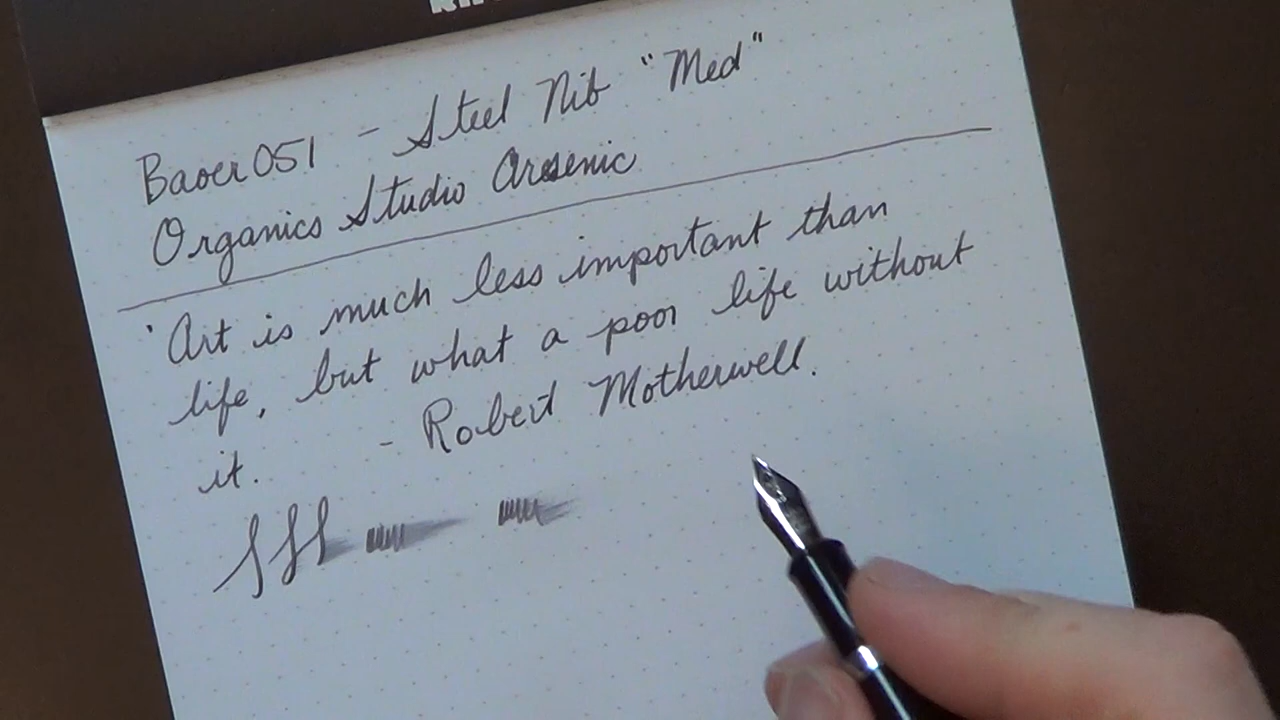 Baoer 051 - Steel Nib "Med"
Organics Studio Arsenic
'Art is much less important than
life, but what a poor life without
it. - Robert Motherwell.